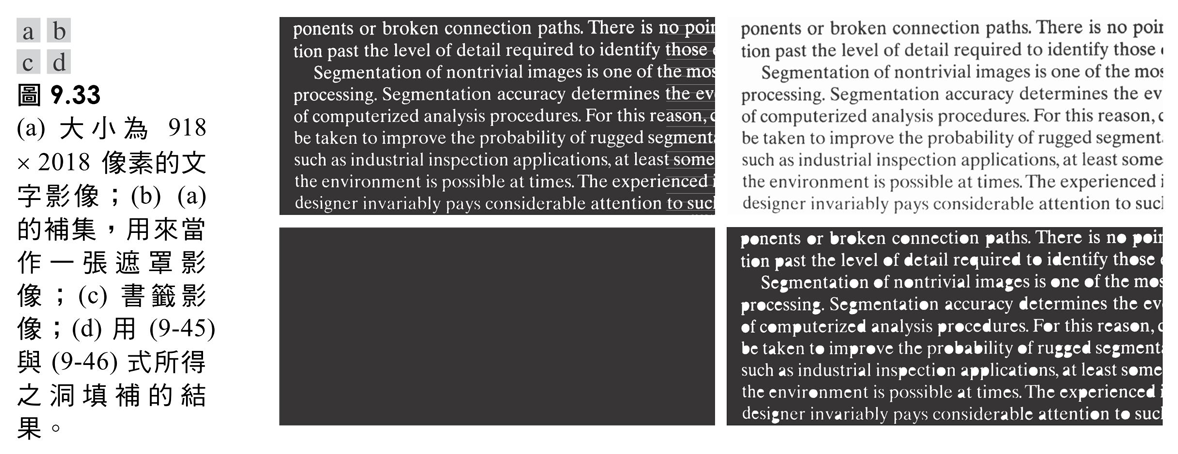 a b
c d
圖 9.33
(a) 大小為 918
× 2018 像素的文
字影像；(b) (a)
的補集，用來當
作一張遮罩影
像；(c) 書籤影
像；(d) 用 (9-45)
與 (9-46) 式所得
之洞填補的結
果。
ponents or broken connection paths. There is no poin
tion past the level of detail required to identify those
Segmentation of nontrivial images is one of the mos
processing. Segmentation accuracy determines the ev
of computerized analysis procedures. For this reason, c
be taken to improve the probability of rugged segment
such as industrial inspection applications, at least some
the environment is possible at times. The experienced i
designer invariably pays considerable attention to such
ponents or broken connection paths. There is no poin
tion past the level of detail required to identify those
Segmentation of nontrivial images is one of the mos
processing. Segmentation accuracy determines the ev
of computerized analysis procedures. For this reason, c
be taken to improve the probability of rugged segment
such as industrial inspection applications, at least some
the environment is possible at times. The experienced i
designer invariably pays considerable attention to such
ponents or broken connection paths. There is no poin
tion past the level of detail required to identify those
Segmentation of nontrivial images is one of the mos
processing. Segmentation accuracy determines the ev
of computerized analysis procedures. For this reason, c
be taken to improve the probability of rugged segment
such as industrial inspection applications, at least some
the environment is possible at times. The experienced i
designer invariably pays considerable attention to such